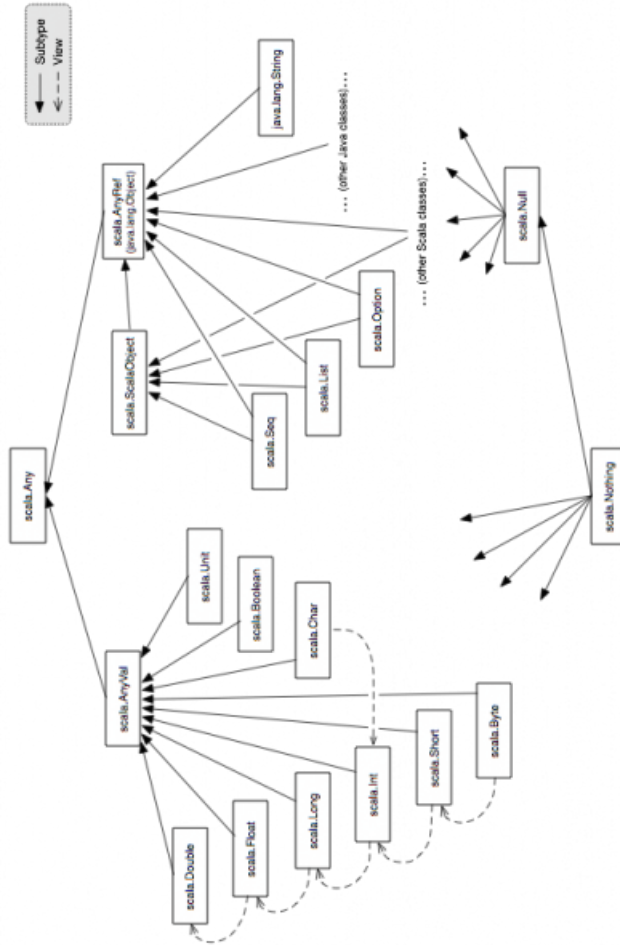 Subtype
View
scala.Any
scala.AnyVal
scala.AnyRef
(java.lang.Object)
scala.Double
scala.Float
scala.Long
scala.Int
scala.Short
scala.Byte
scala.Char
scala.Boolean
scala.Unit
scala.ScalaObject
scala.Seq
scala.List
scala.Option
java.lang.String
... (other Java classes)...
... (other Scala classes)...
scala.Null
scala.Nothing